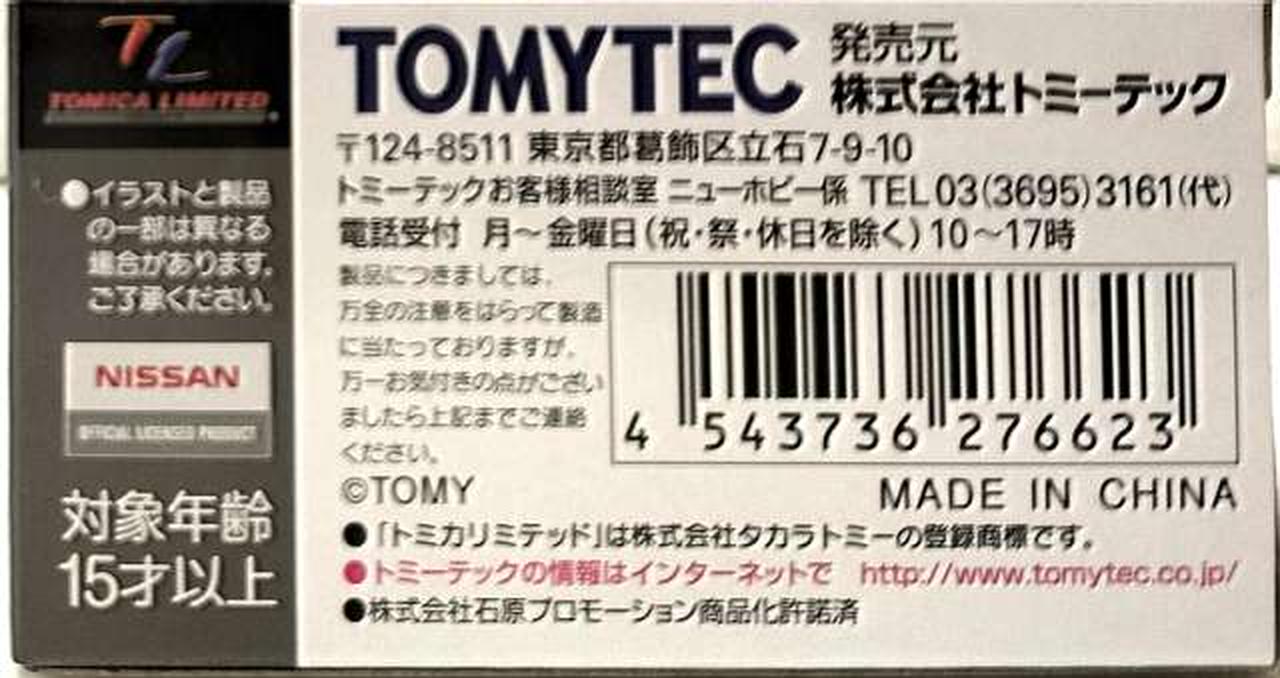 TL
TOMICA LIMITED
●イラストと製品
の一部は異なる
場合があります。
ご了承ください。
NISSAN
OFFICIAL LICENSED PRODUCT
対象年齢
15才以上
TOMYTEC 発売元
株式会社トミーテック
〒124-8511 東京都葛飾区立石7-9-10
トミーテックお客様相談室 ニューホビー係 TEL03(3695)3161(代)
電話受付 月〜金曜日(祝・祭・休日を除く)10〜17時
製品につきましては、
万全の注意をはらって製造
に当たっておりますが、
万一お気付きの点がござい
ましたら上記までご連絡
ください。
4 543736 276623
©TOMY
MADE IN CHINA
●「トミカリミテッド」は株式会社タカラトミーの登録商標です。
●トミーテックの情報はインターネットで http://www.tomytec.co.jp/
●株式会社石原プロモーション商品化許諾済